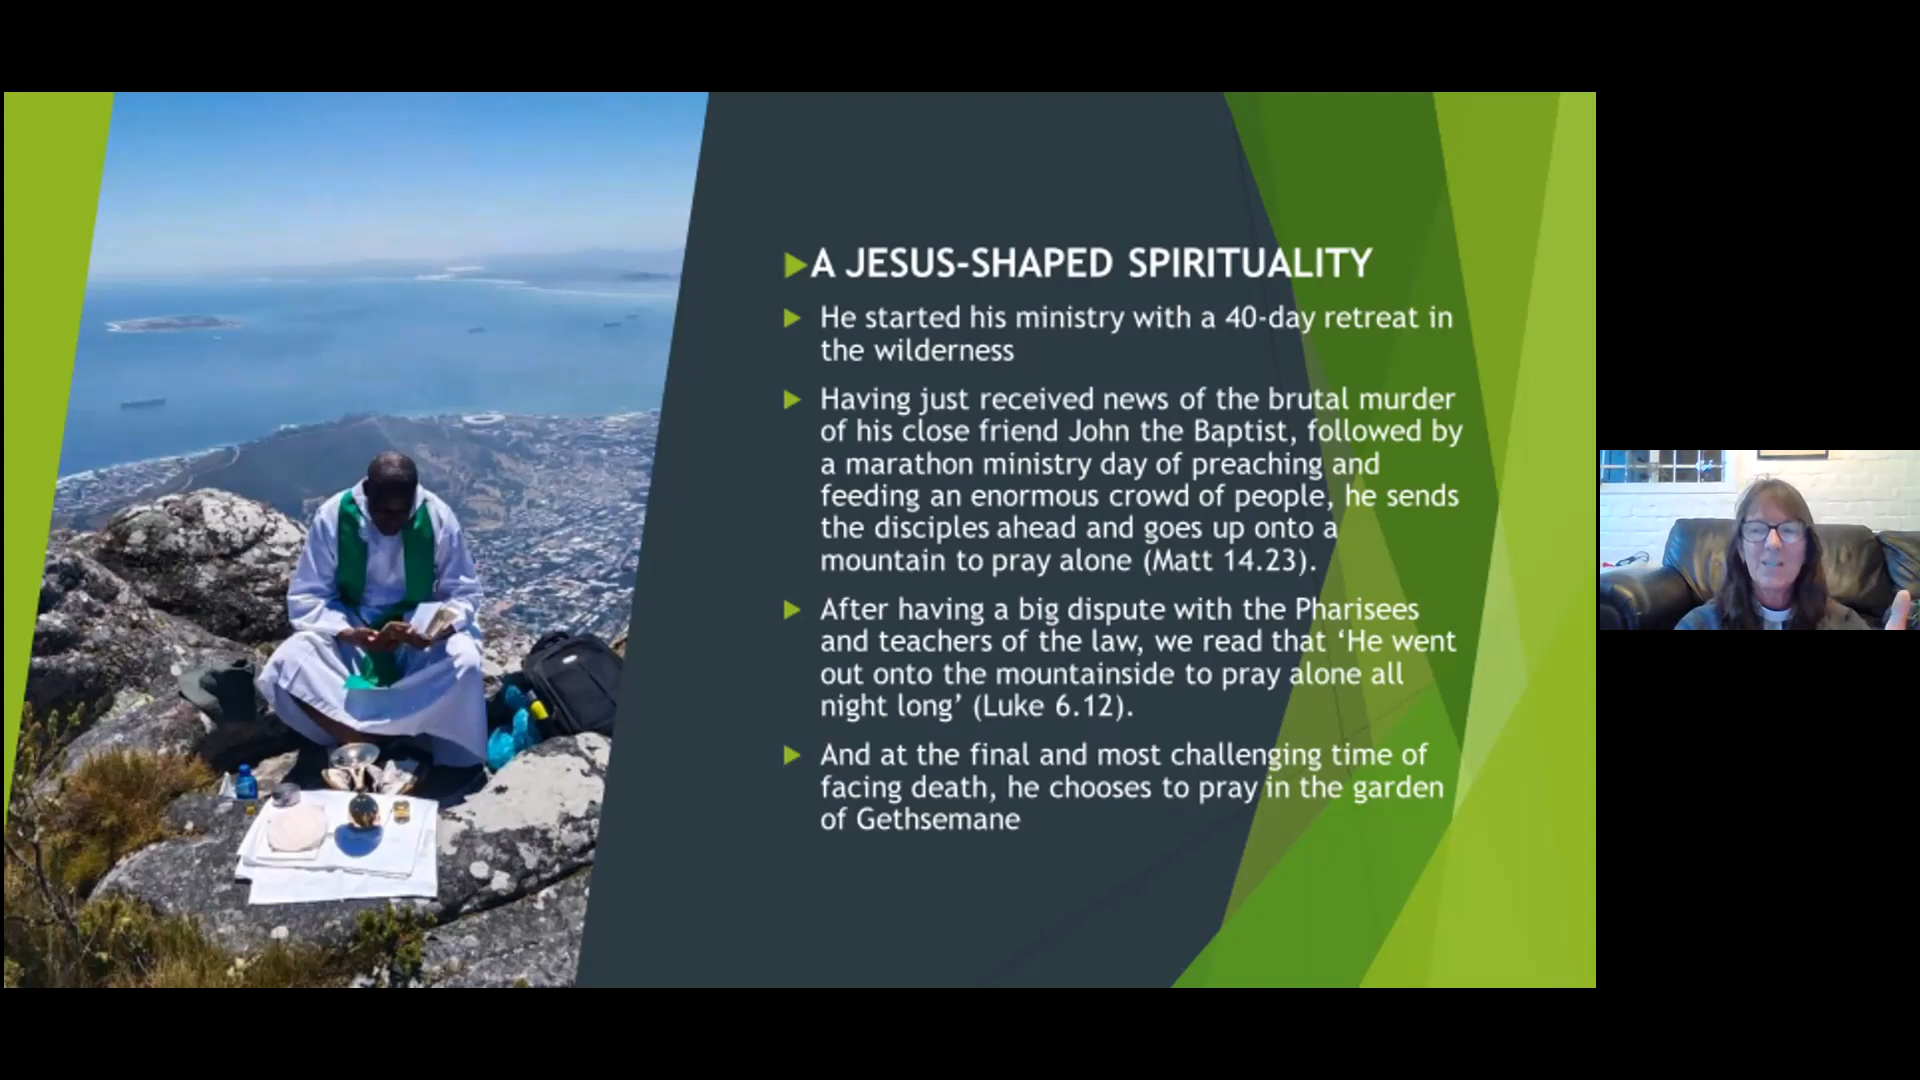 A JESUS-SHAPED SPIRITUALITY
He started his ministry with a 40-day retreat in
the wilderness
Having just received news of the brutal murder
of his close friend John the Baptist, followed by
a marathon ministry day of preaching and
feeding an enormous crowd of people, he sends
the disciples ahead and goes up onto a
mountain to pray alone (Matt 14.23).
After having a big dispute with the Pharisees
and teachers of the law, we read that ‘He went
out onto the mountainside to pray alone all
night long’ (Luke 6.12).
And at the final and most challenging time of
facing death, he chooses to pray in the garden
of Gethsemane